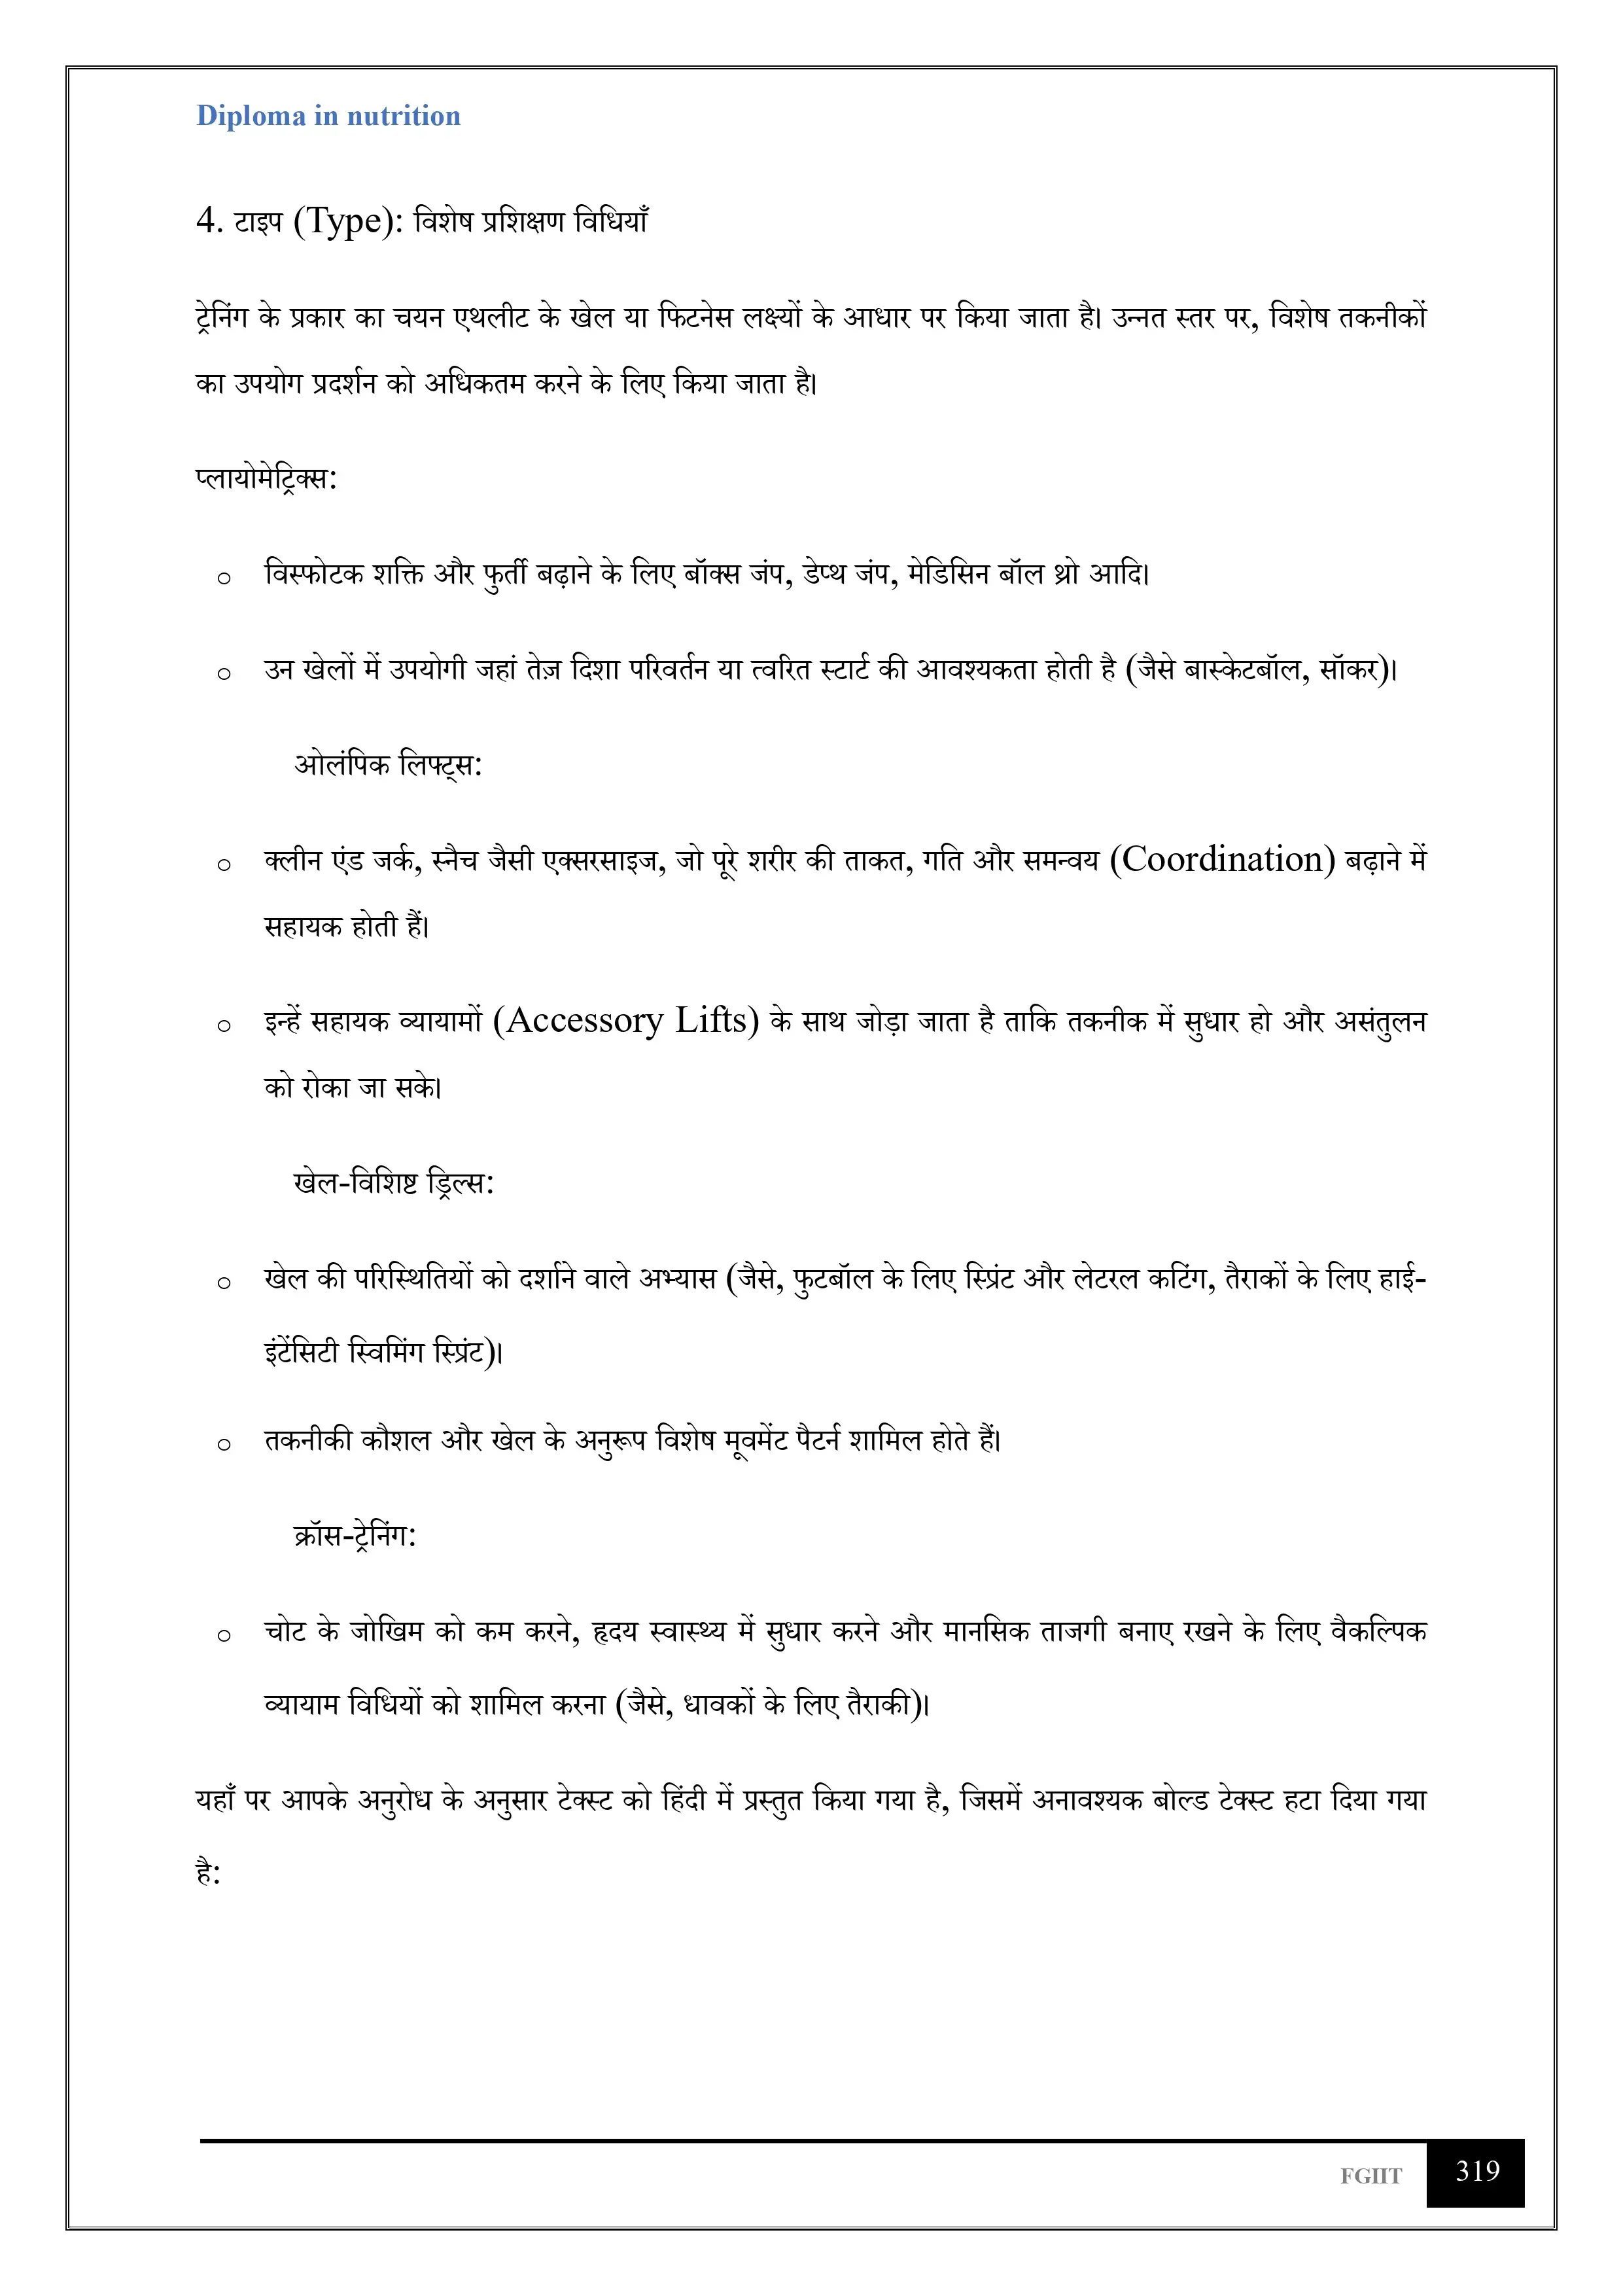 Diploma in nutrition
4. टाइप (Type): विशेष प्रशिक्षण विधियाँ
ट्रेनिंग के प्रकार का चयन एथलीट के खेल या फिटनेस लक्ष्यों के आधार पर किया जाता है। उन्नत स्तर पर, विशेष तकनीकों
का उपयोग प्रदर्शन को अधिकतम करने के लिए किया जाता है।
प्लायोमेट्रिक्स:
o विस्फोटक शक्ति और फुर्ती बढ़ाने के लिए बॉक्स जंप, डेप्थ जंप, मेडिसिन बॉल थ्रो आदि।
o उन खेलों में उपयोगी जहां तेज़ दिशा परिवर्तन या त्वरित स्टार्ट की आवश्यकता होती है (जैसे बास्केटबॉल, सॉकर)।
ओलंपिक लिफ्ट्स:
o क्लीन एंड जर्क, स्नैच जैसी एक्सरसाइज, जो पूरे शरीर की ताकत, गति और समन्वय (Coordination) बढ़ाने में
सहायक होती हैं।
o इन्हें सहायक व्यायामों (Accessory Lifts) के साथ जोड़ा जाता है ताकि तकनीक में सुधार हो और असंतुलन
को रोका जा सके।
खेल-विशिष्ट ड्रिल्स:
o खेल की परिस्थितियों को दर्शाने वाले अभ्यास (जैसे, फुटबॉल के लिए स्प्रिंट और लेटरल कटिंग, तैराकों के लिए हाई-
इंटेंसिटी स्विमिंग स्प्रिंट)।
o तकनीकी कौशल और खेल के अनुरूप विशेष मूवमेंट पैटर्न शामिल होते हैं।
क्रॉस-ट्रेनिंग:
o चोट के जोखिम को कम करने, हृदय स्वास्थ्य में सुधार करने और मानसिक ताजगी बनाए रखने के लिए वैकल्पिक
व्यायाम विधियों को शामिल करना (जैसे, धावकों के लिए तैराकी)।
यहाँ पर आपके अनुरोध के अनुसार टेक्स्ट को हिंदी में प्रस्तुत किया गया है, जिसमें अनावश्यक बोल्ड टेक्स्ट हटा दिया गया
है:
FGIIT 319